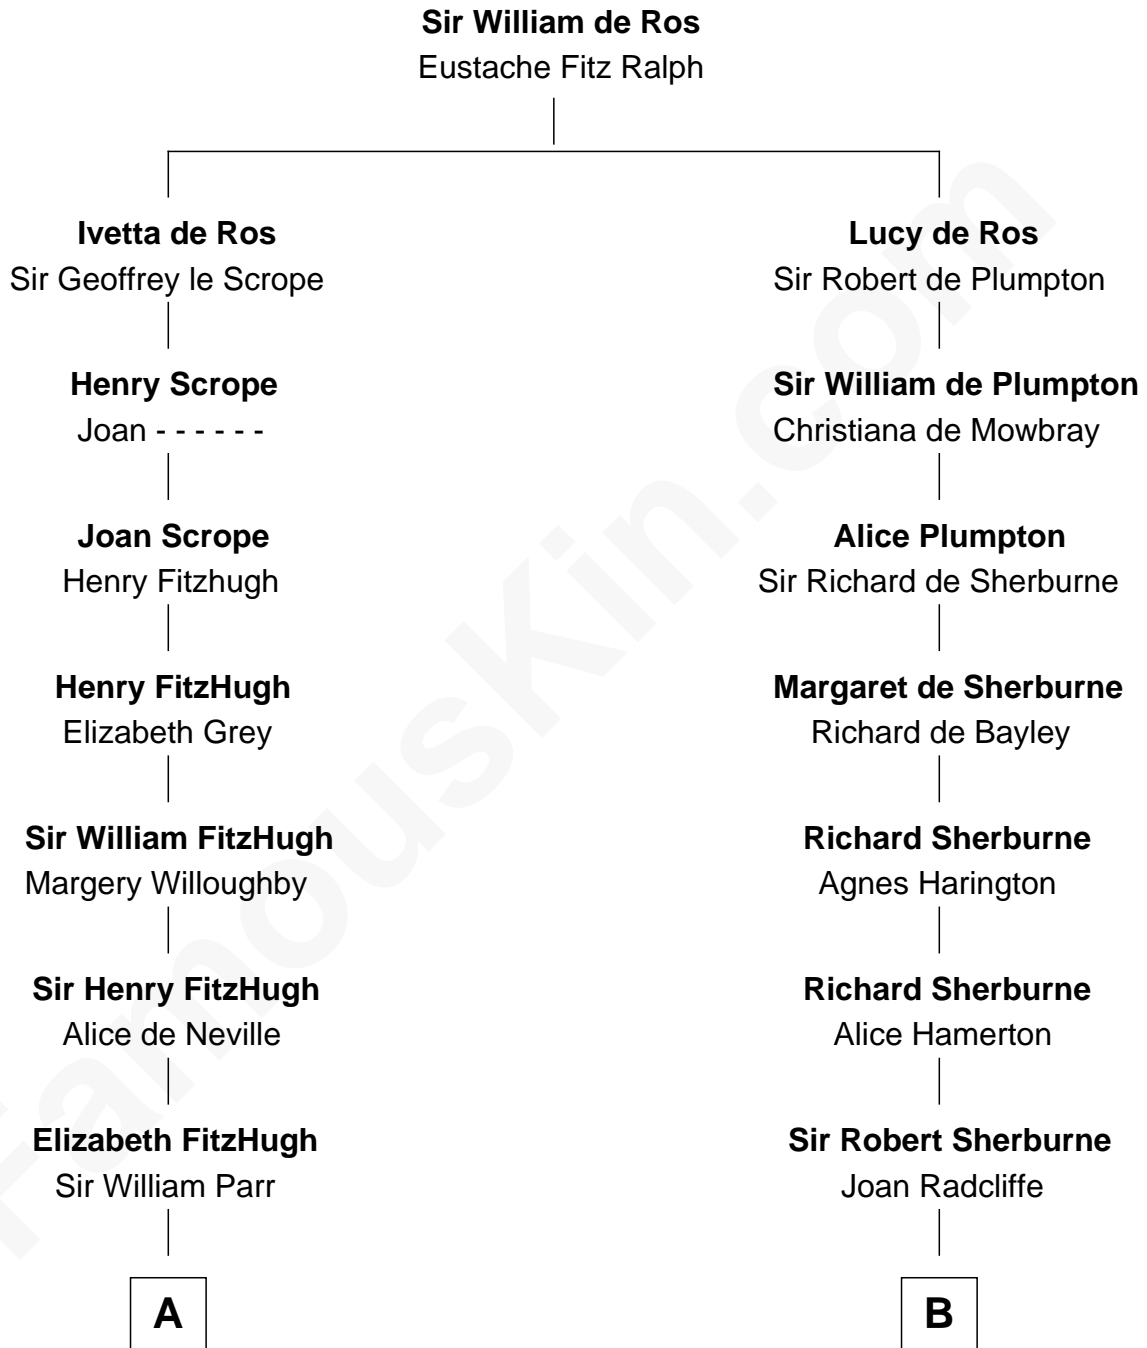 Sir William de Ros
Eustache Fitz Ralph
Ivetta de Ros
Sir Geoffrey le Scrope
Lucy de Ros
Sir Robert de Plumpton
Henry Scrope
Joan - - - - - -
Sir William de Plumpton
Christiana de Mowbray
Joan Scrope
Henry Fitzhugh
Alice Plumpton
Sir Richard de Sherburne
Henry FitzHugh
Elizabeth Grey
Margaret de Sherburne
Richard de Bayley
Sir William FitzHugh
Margery Willoughby
Richard Sherburne
Agnes Harington
Sir Henry FitzHugh
Alice de Neville
Richard Sherburne
Alice Hamerton
Elizabeth FitzHugh
Sir William Parr
Sir Robert Sherburne
Joan Radcliffe
A
B
FamousKin.com